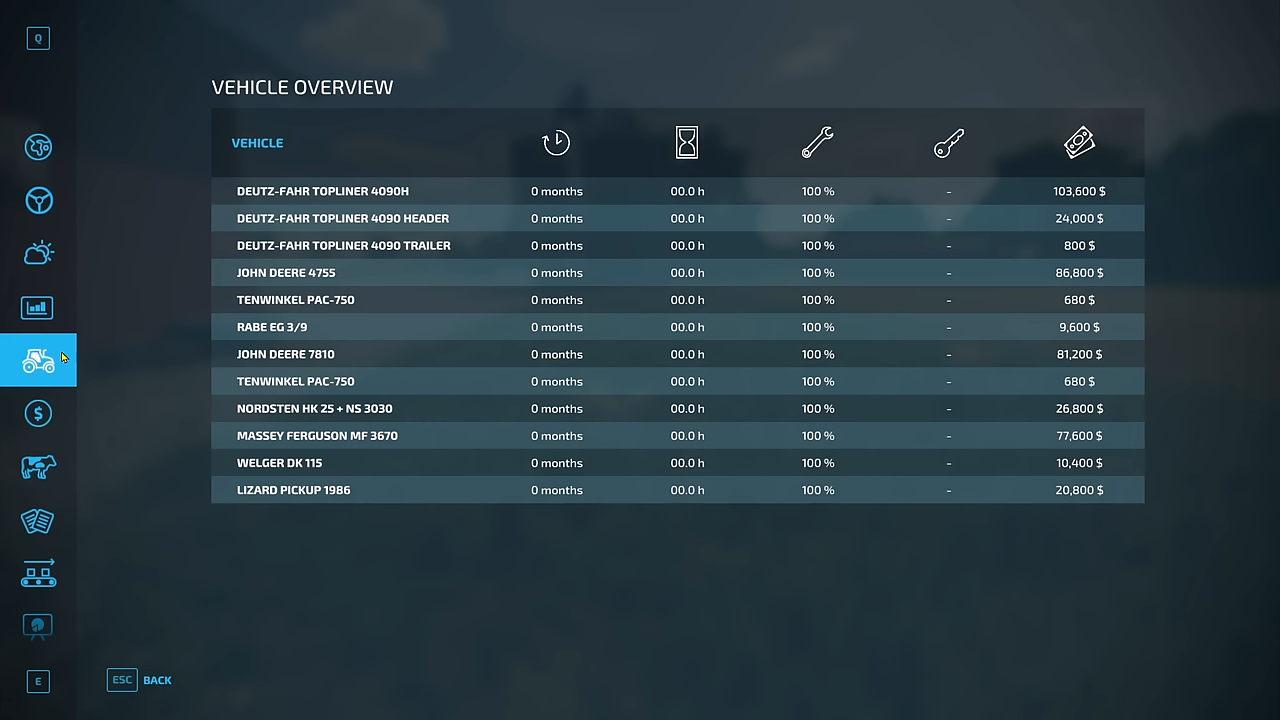 Q
VEHICLE OVERVIEW
VEHICLE
DEUTZ-FAHR TOPLINER 4090H 0 months 00.0 h 100 % - 103,600 $
DEUTZ-FAHR TOPLINER 4090 HEADER 0 months 00.0 h 100 % - 24,000 $
DEUTZ-FAHR TOPLINER 4090 TRAILER 0 months 00.0 h 100 % - 800 $
JOHN DEERE 4755 0 months 00.0 h 100 % - 86,800 $
TENWINKEL PAC-750 0 months 00.0 h 100 % - 680 $
RABE EG 3/9 0 months 00.0 h 100 % - 9,600 $
JOHN DEERE 7810 0 months 00.0 h 100 % - 81,200 $
TENWINKEL PAC-750 0 months 00.0 h 100 % - 680 $
NORDSTEN HK 25 + NS 3030 0 months 00.0 h 100 % - 26,800 $
MASSEY FERGUSON MF 3670 0 months 00.0 h 100 % - 77,600 $
WELGER DK 115 0 months 00.0 h 100 % - 10,400 $
LIZARD PICKUP 1986 0 months 00.0 h 100 % - 20,800 $
E
ESC BACK